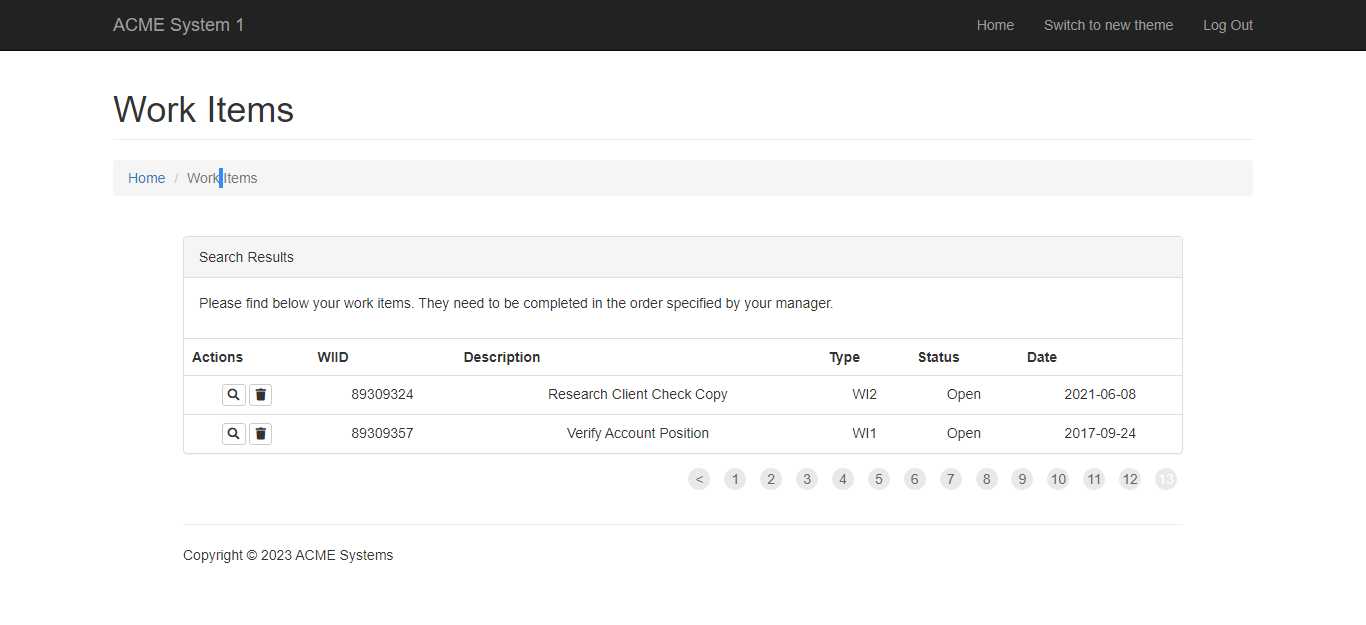 ACME System 1 Home Switch to new theme Log Out
Work Items
Home / Work Items
Search Results
Please find below your work items. They need to be completed in the order specified by your manager.
Actions WIID Description Type Status Date
89309324 Research Client Check Copy WI2 Open 2021-06-08
89309357 Verify Account Position WI1 Open 2017-09-24
< 1 2 3 4 5 6 7 8 9 10 11 12 13
Copyright © 2023 ACME Systems